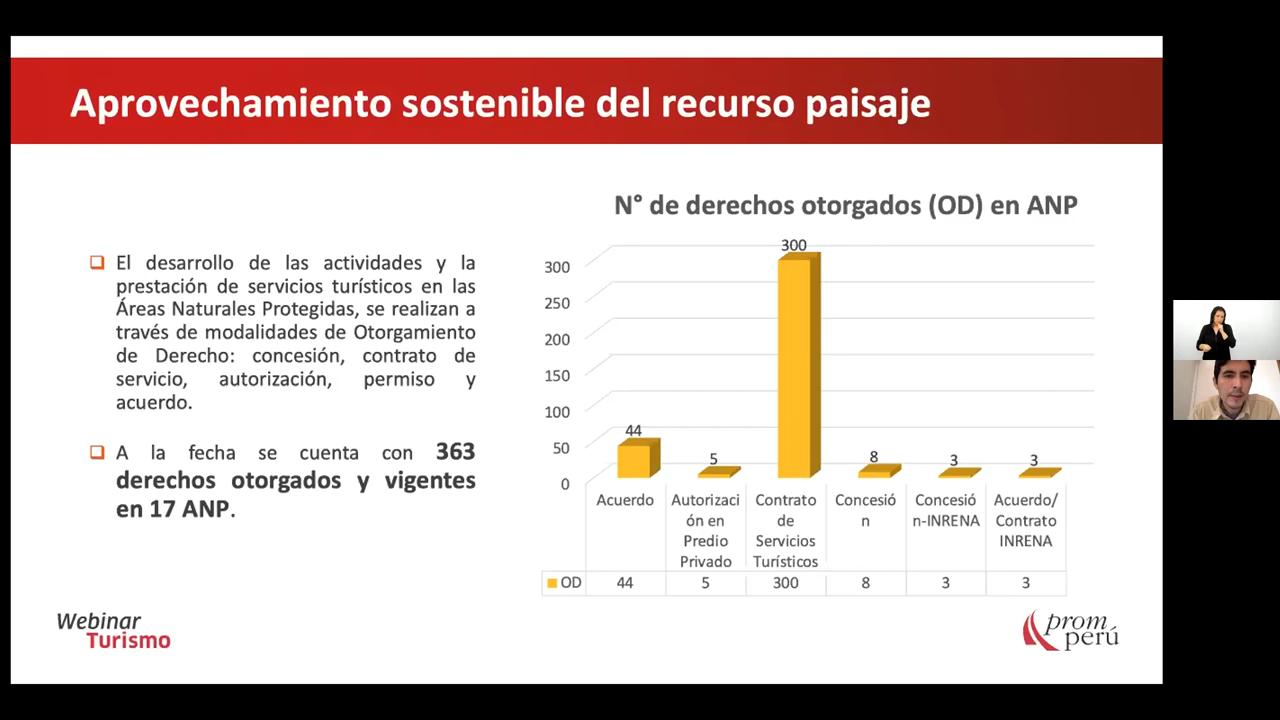 Aprovechamiento sostenible del recurso paisaje
❑ El desarrollo de las actividades y la
prestación de servicios turísticos en las
Áreas Naturales Protegidas, se realizan a
través de modalidades de Otorgamiento
de Derecho: concesión, contrato de
servicio, autorización, permiso y
acuerdo.
❑ A la fecha se cuenta con 363
derechos otorgados y vigentes
en 17 ANP.
N° de derechos otorgados (OD) en ANP
300
250
200
150
100
50
0
44
5
300
8
3
3
Acuerdo
Autorizaci
ón en
Predio
Privado
Contrato
de
Servicios
Turísticos
Concesió
n
Concesió
n-INRENA
Acuerdo/
Contrato
INRENA
OD 44 5 300 8 3 3
Webinar
Turismo
prom
perú